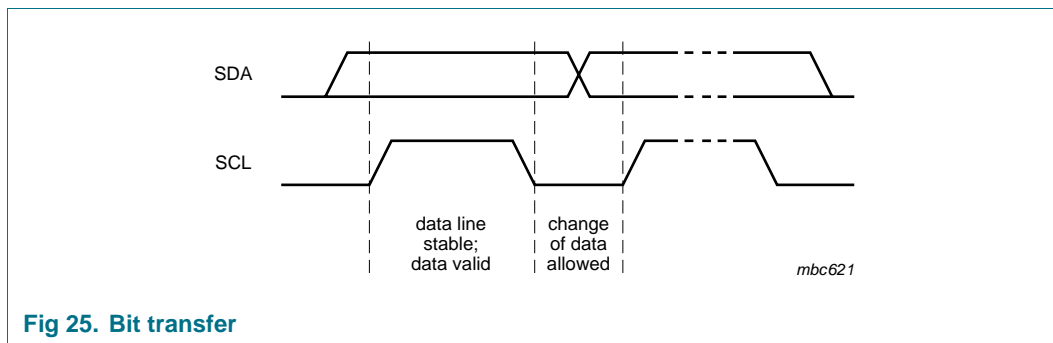 SDA
SCL
data line
stable;
data valid
change
of data
allowed
mbc621
Fig 25. Bit transfer